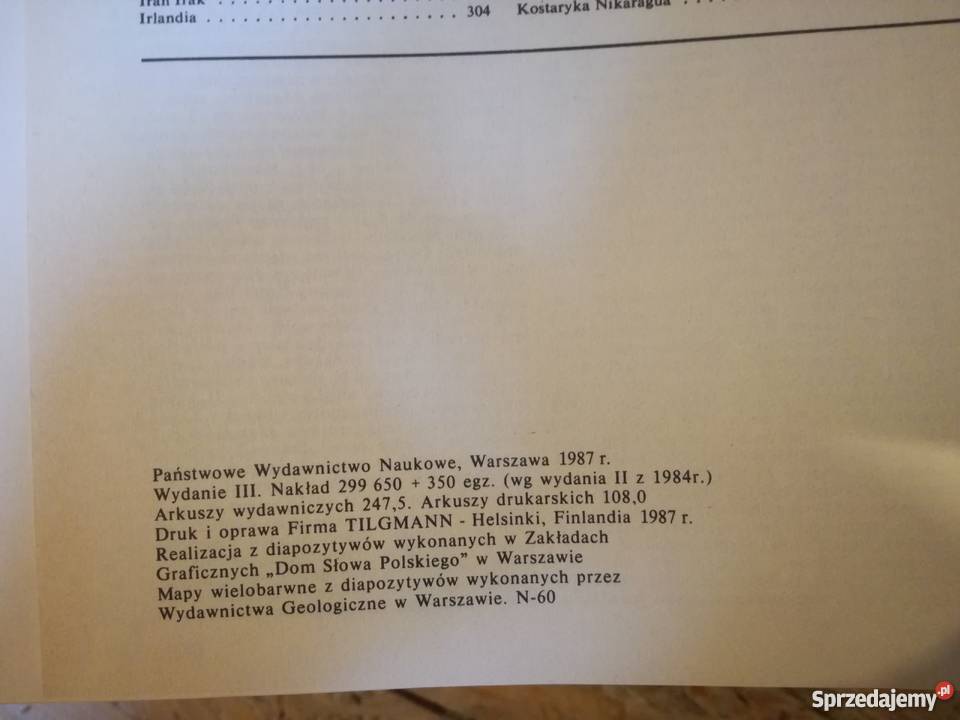 Iran Irak . . . . . . . . . . . . . . . . . . . .
Irlandia . . . . . . . . . . . . . . . . . . . . 304
Kostaryka Nikaragua . . . . .
Państwowe Wydawnictwo Naukowe, Warszawa 1987 r.
Wydanie III. Nakład 299 650 + 350 egz. (wg wydania II z 1984r.)
Arkuszy wydawniczych 247,5. Arkuszy drukarskich 108,0
Druk i oprawa Firma TILGMANN - Helsinki, Finlandia 1987 r.
Realizacja z diapozytywów wykonanych w Zakładach
Graficznych „Dom Słowa Polskiego” w Warszawie
Mapy wielobarwne z diapozytywów wykonanych przez
Wydawnictwa Geologiczne w Warszawie. N-60
Sprzedajemy.pl